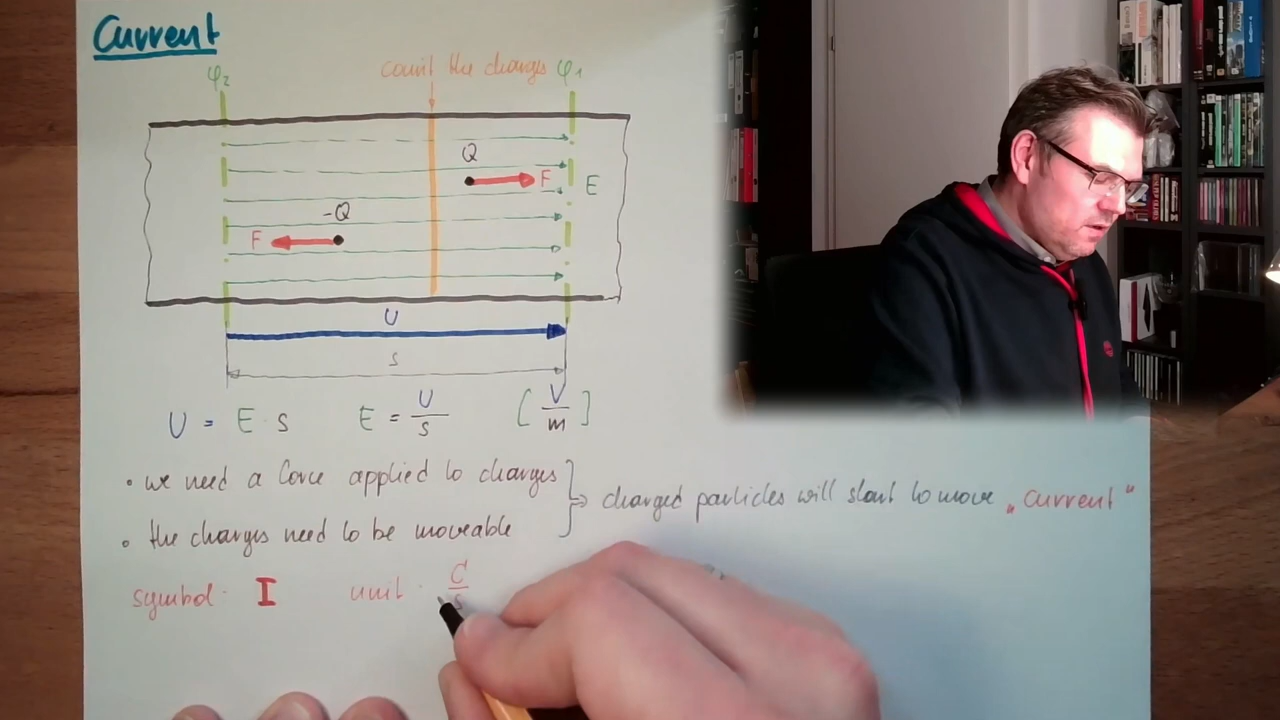 Current
φ₂ count the charges φ₁
Q
F E
-Q
F
U
s
U = E · s E = U/s [V/m]
• we need a force applied to charges
• the charges need to be moveable
charged particles will start to move „current"
symbol: I unit: C/s